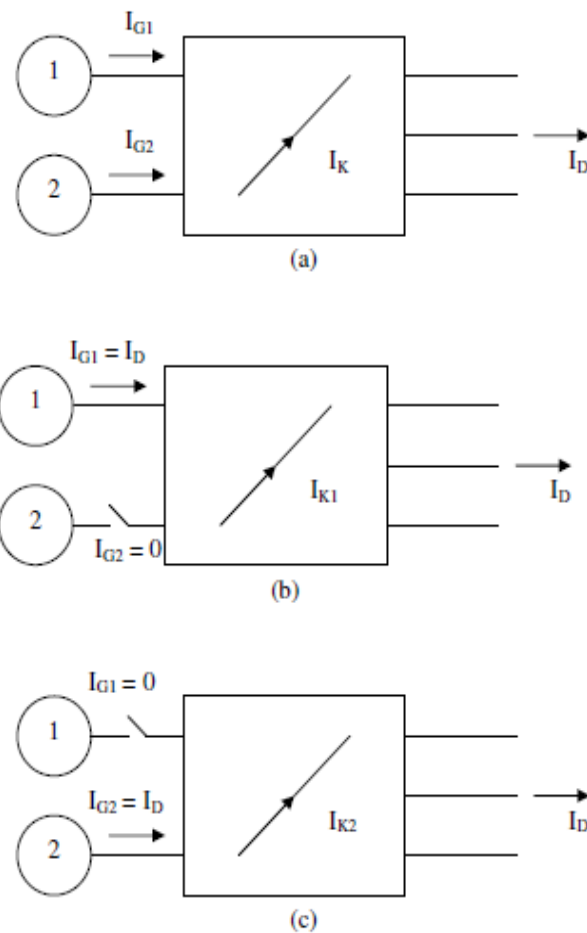 I_G1
1
I_G2
2
I_K
I_D
(a)
I_G1 = I_D
1
2
I_K1
I_D
I_G2 = 0
(b)
I_G1 = 0
1
I_G2 = I_D
2
I_K2
I_D
(c)